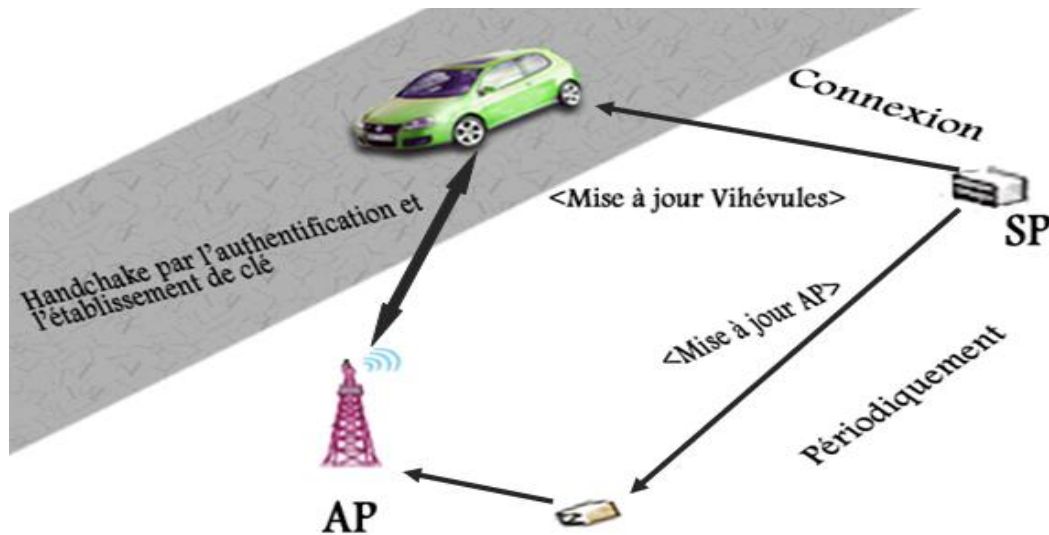 Connexion
<Mise à jour Vihévules>
SP
Handchake par l'authentification et
l'établissement de clé
<Mise à jour AP>
Périodiquement
AP